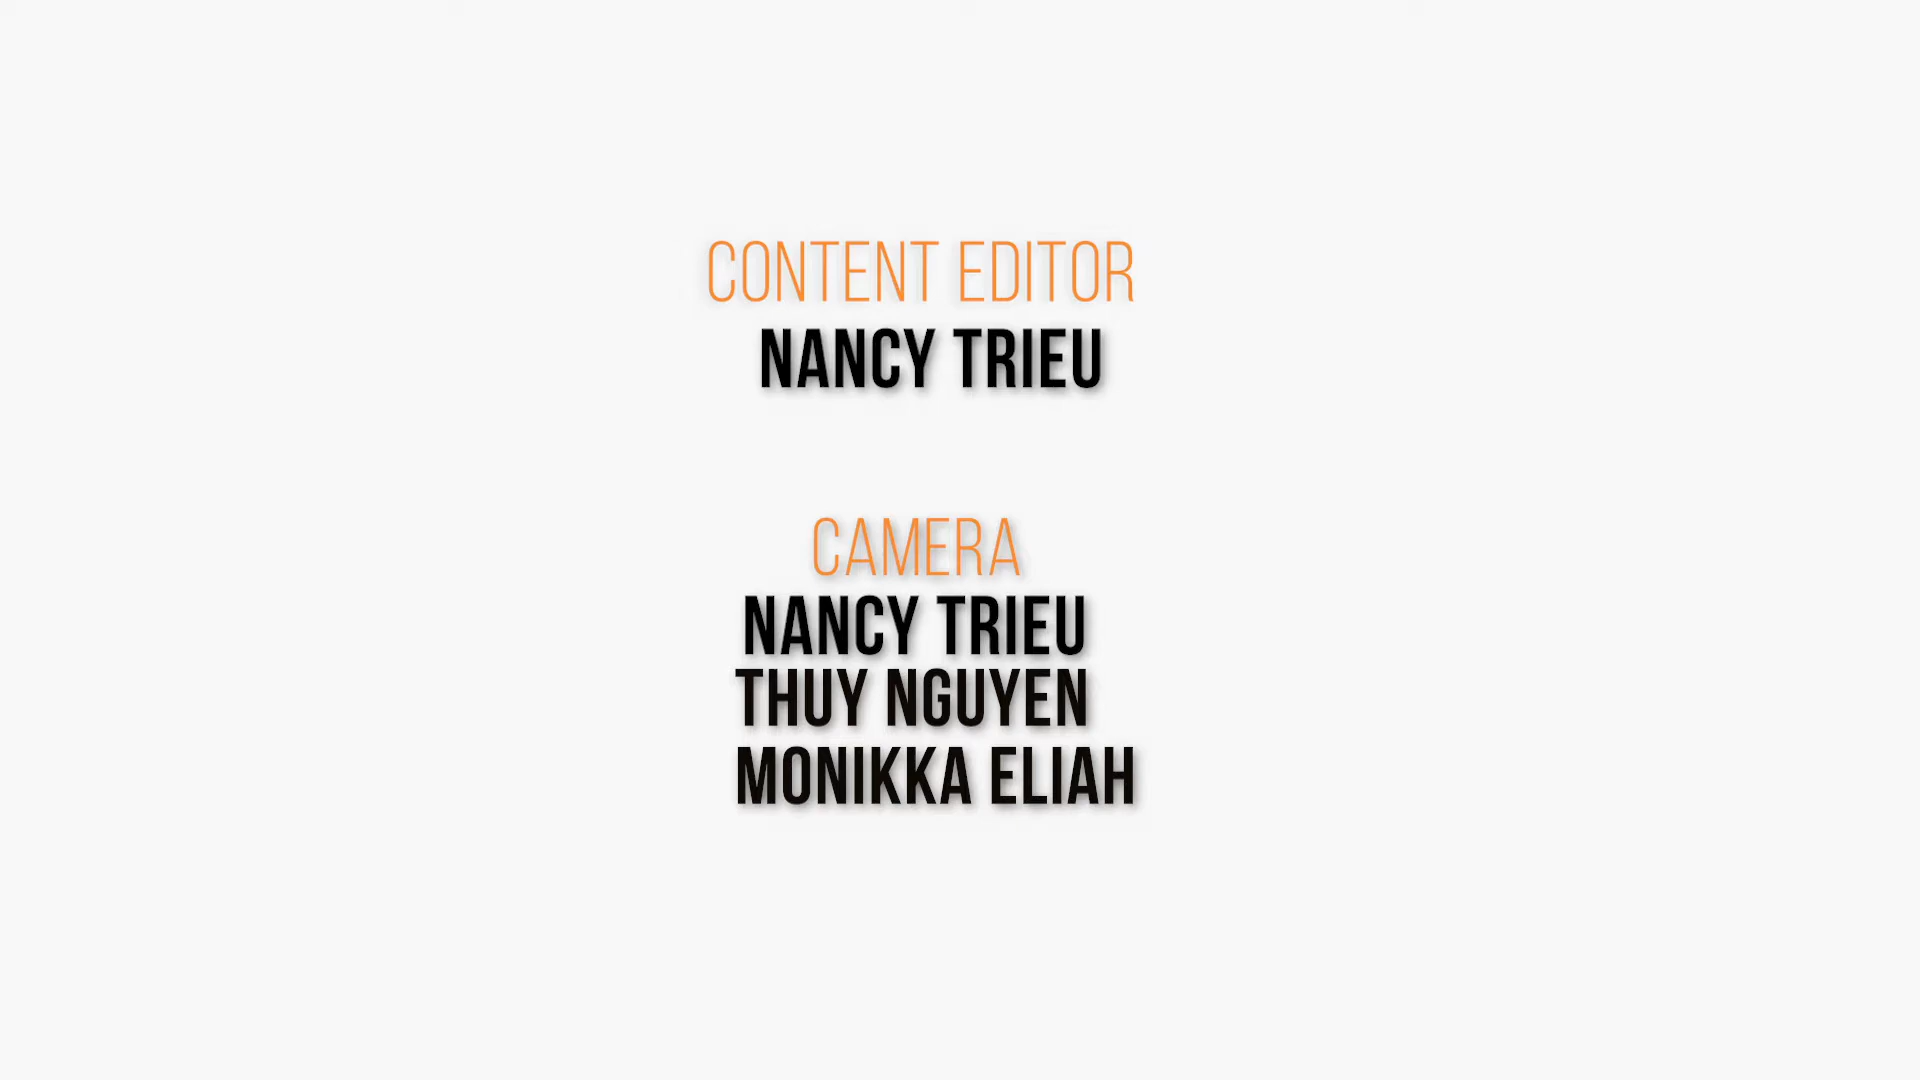 CONTENT EDITOR
NANCY TRIEU
CAMERA
NANCY TRIEU
THUY NGUYEN
MONIKKA ELIAH